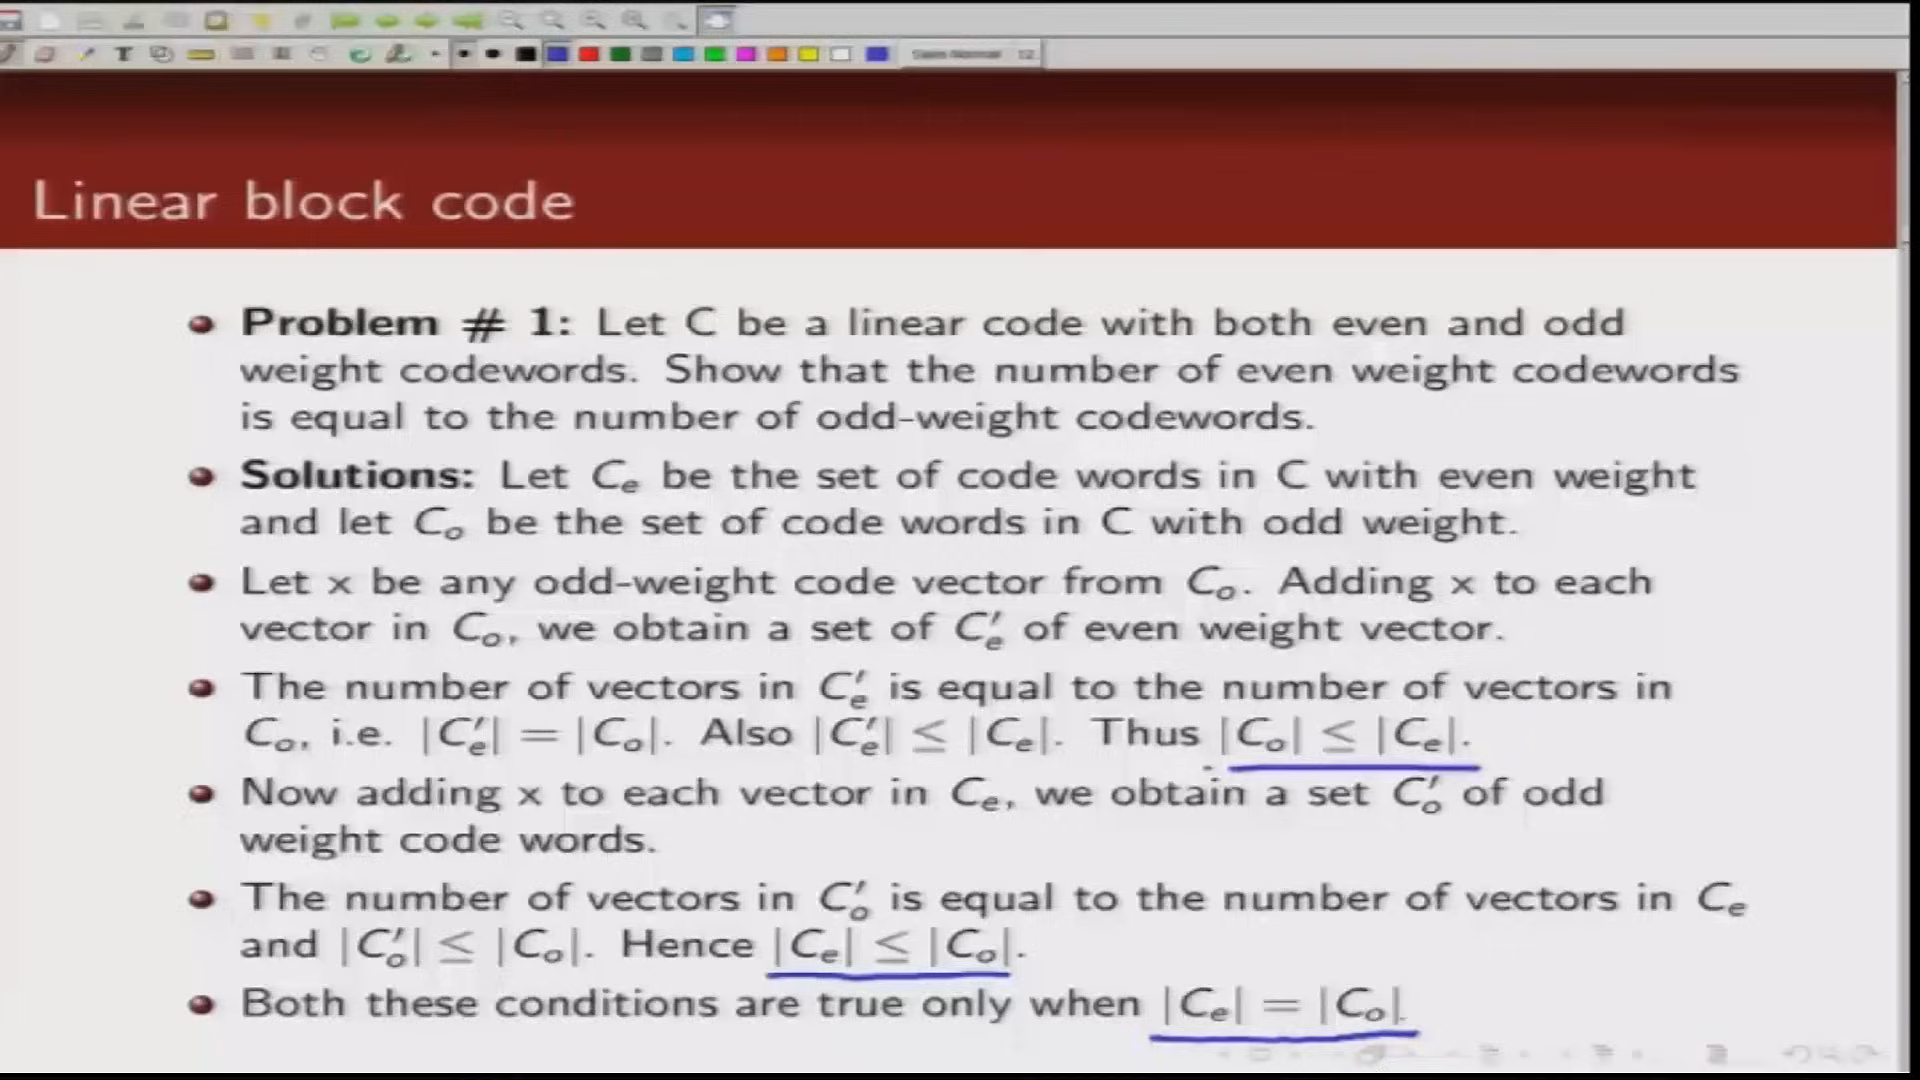 Linear block code
Problem # 1: Let C be a linear code with both even and odd
weight codewords. Show that the number of even weight codewords
is equal to the number of odd-weight codewords.
Solutions: Let Cₑ be the set of code words in C with even weight
and let Cₒ be the set of code words in C with odd weight.
Let x be any odd-weight code vector from Cₒ. Adding x to each
vector in Cₒ, we obtain a set of C′ₑ of even weight vector.
The number of vectors in C′ₑ is equal to the number of vectors in
Cₒ, i.e. |C′ₑ| = |Cₒ|. Also |C′ₑ| ≤ |Cₑ|. Thus |Cₒ| ≤ |Cₑ|.
Now adding x to each vector in Cₑ, we obtain a set C′ₒ of odd
weight code words.
The number of vectors in C′ₒ is equal to the number of vectors in Cₑ
and |C′ₒ| ≤ |Cₒ|. Hence |Cₑ| ≤ |Cₒ|.
Both these conditions are true only when |Cₑ| = |Cₒ|.